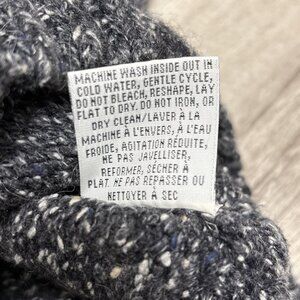 MACHINE WASH INSIDE OUT IN
COLD WATER, GENTLE CYCLE,
DO NOT BLEACH, RESHAPE, LAY
FLAT TO DRY. DO NOT IRON, OR
DRY CLEAN/LAVER À LA
MACHINE À L'ENVERS, À L'EAU
FROIDE, AGITATION RÉDUITE,
NE PAS JAVELLISER,
REFORMER, SÉCHER À
PLAT. NE PAS REPASSER OU
NETTOYER À SEC